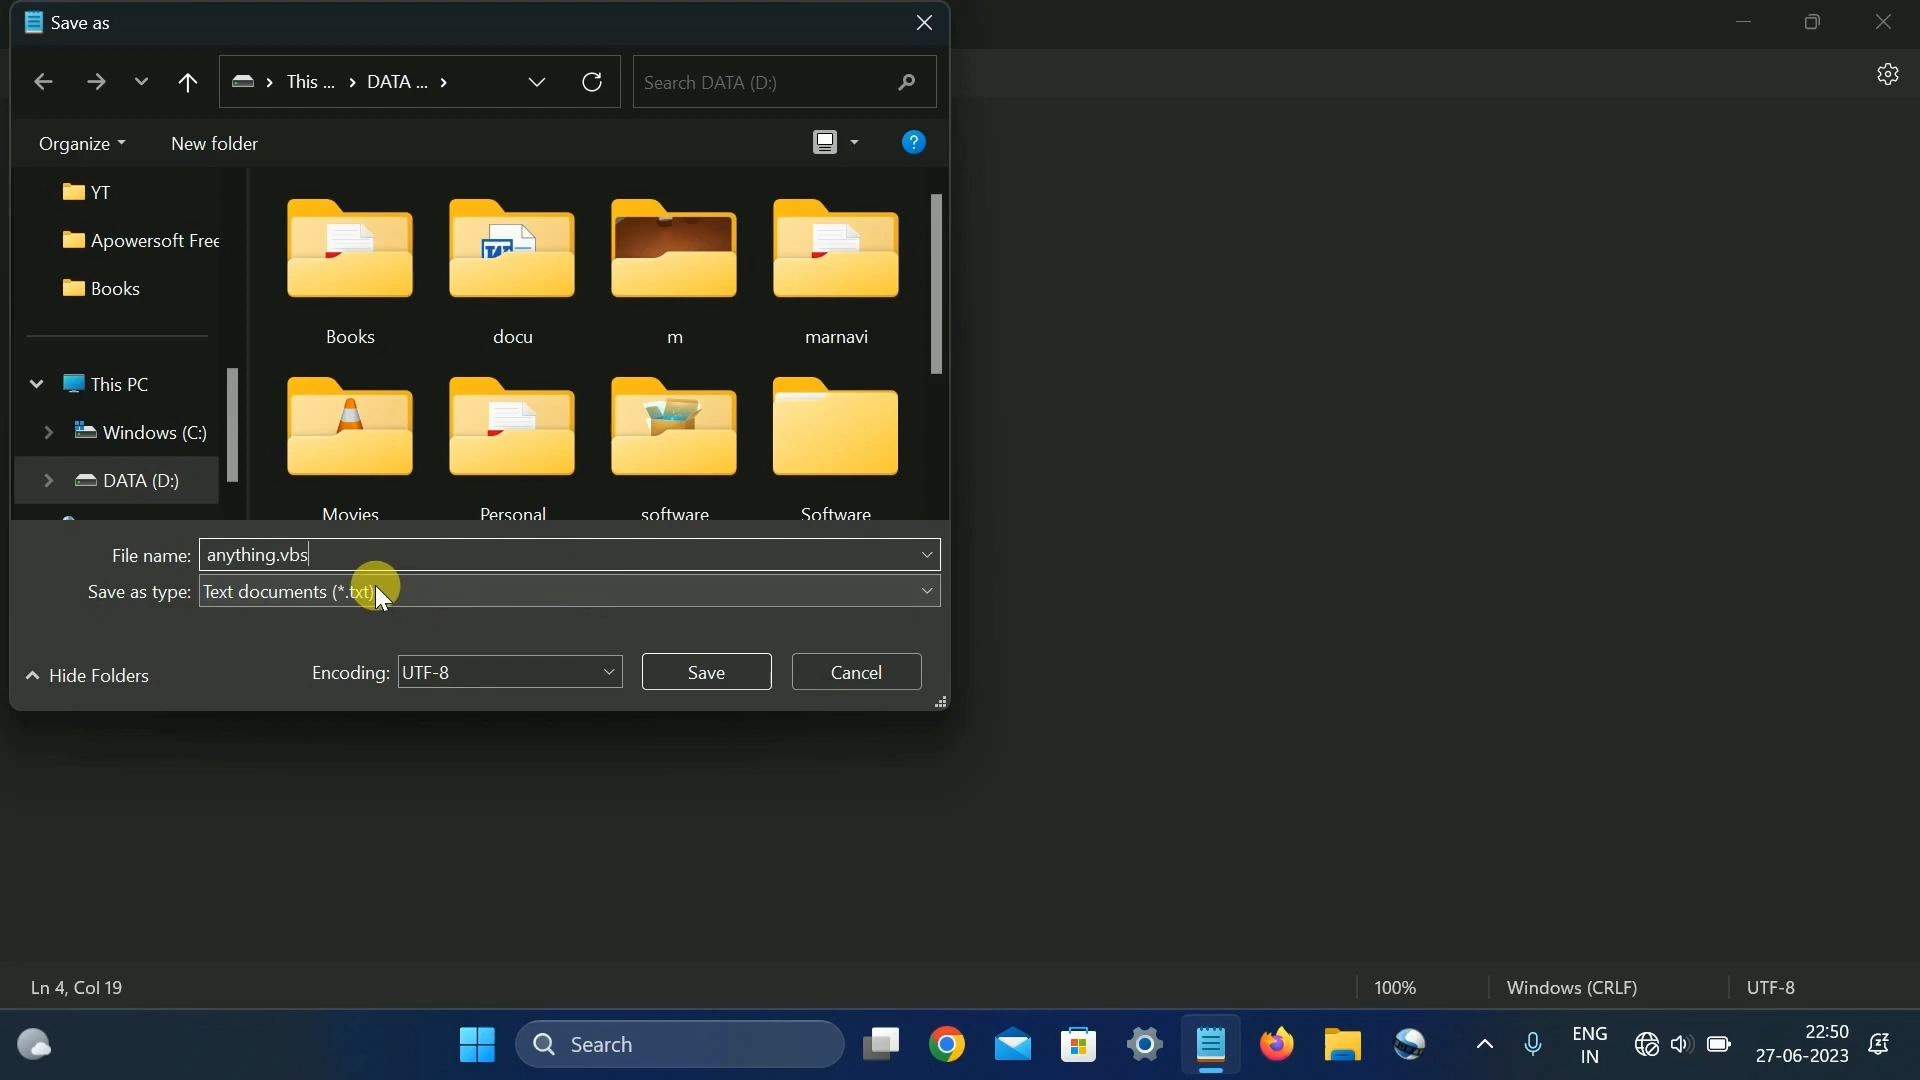 Save as
This ... DATA ...
Search DATA (D:)
Organize
New folder
YT
Apowersoft Free
Books
This PC
Windows (C:)
DATA (D:)
Books
docu
m
marnavi
Movies
Personal
software
Software
File name: anything.vbs
Save as type: Text documents (*.txt)
Hide Folders
Encoding: UTF-8
Save
Cancel
Ln 4, Col 19
100%
Windows (CRLF)
UTF-8
Search
ENG
IN
22:50
27-06-2023